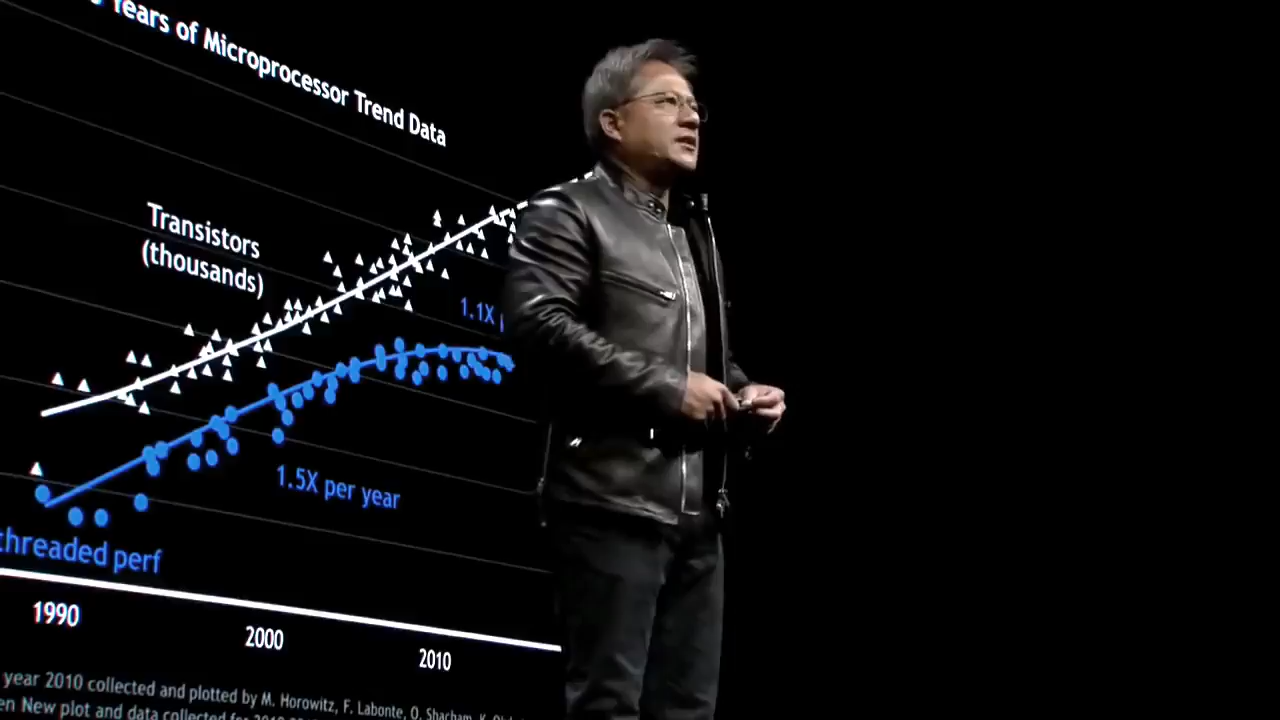 Years of Microprocessor Trend Data
Transistors
(thousands)
1.1X
1.5X per year
threaded perf
1990
2000
2010
year 2010 collected and plotted by M. Horowitz, F. Labonte, O. Shacham, K.
New plot and data collected for